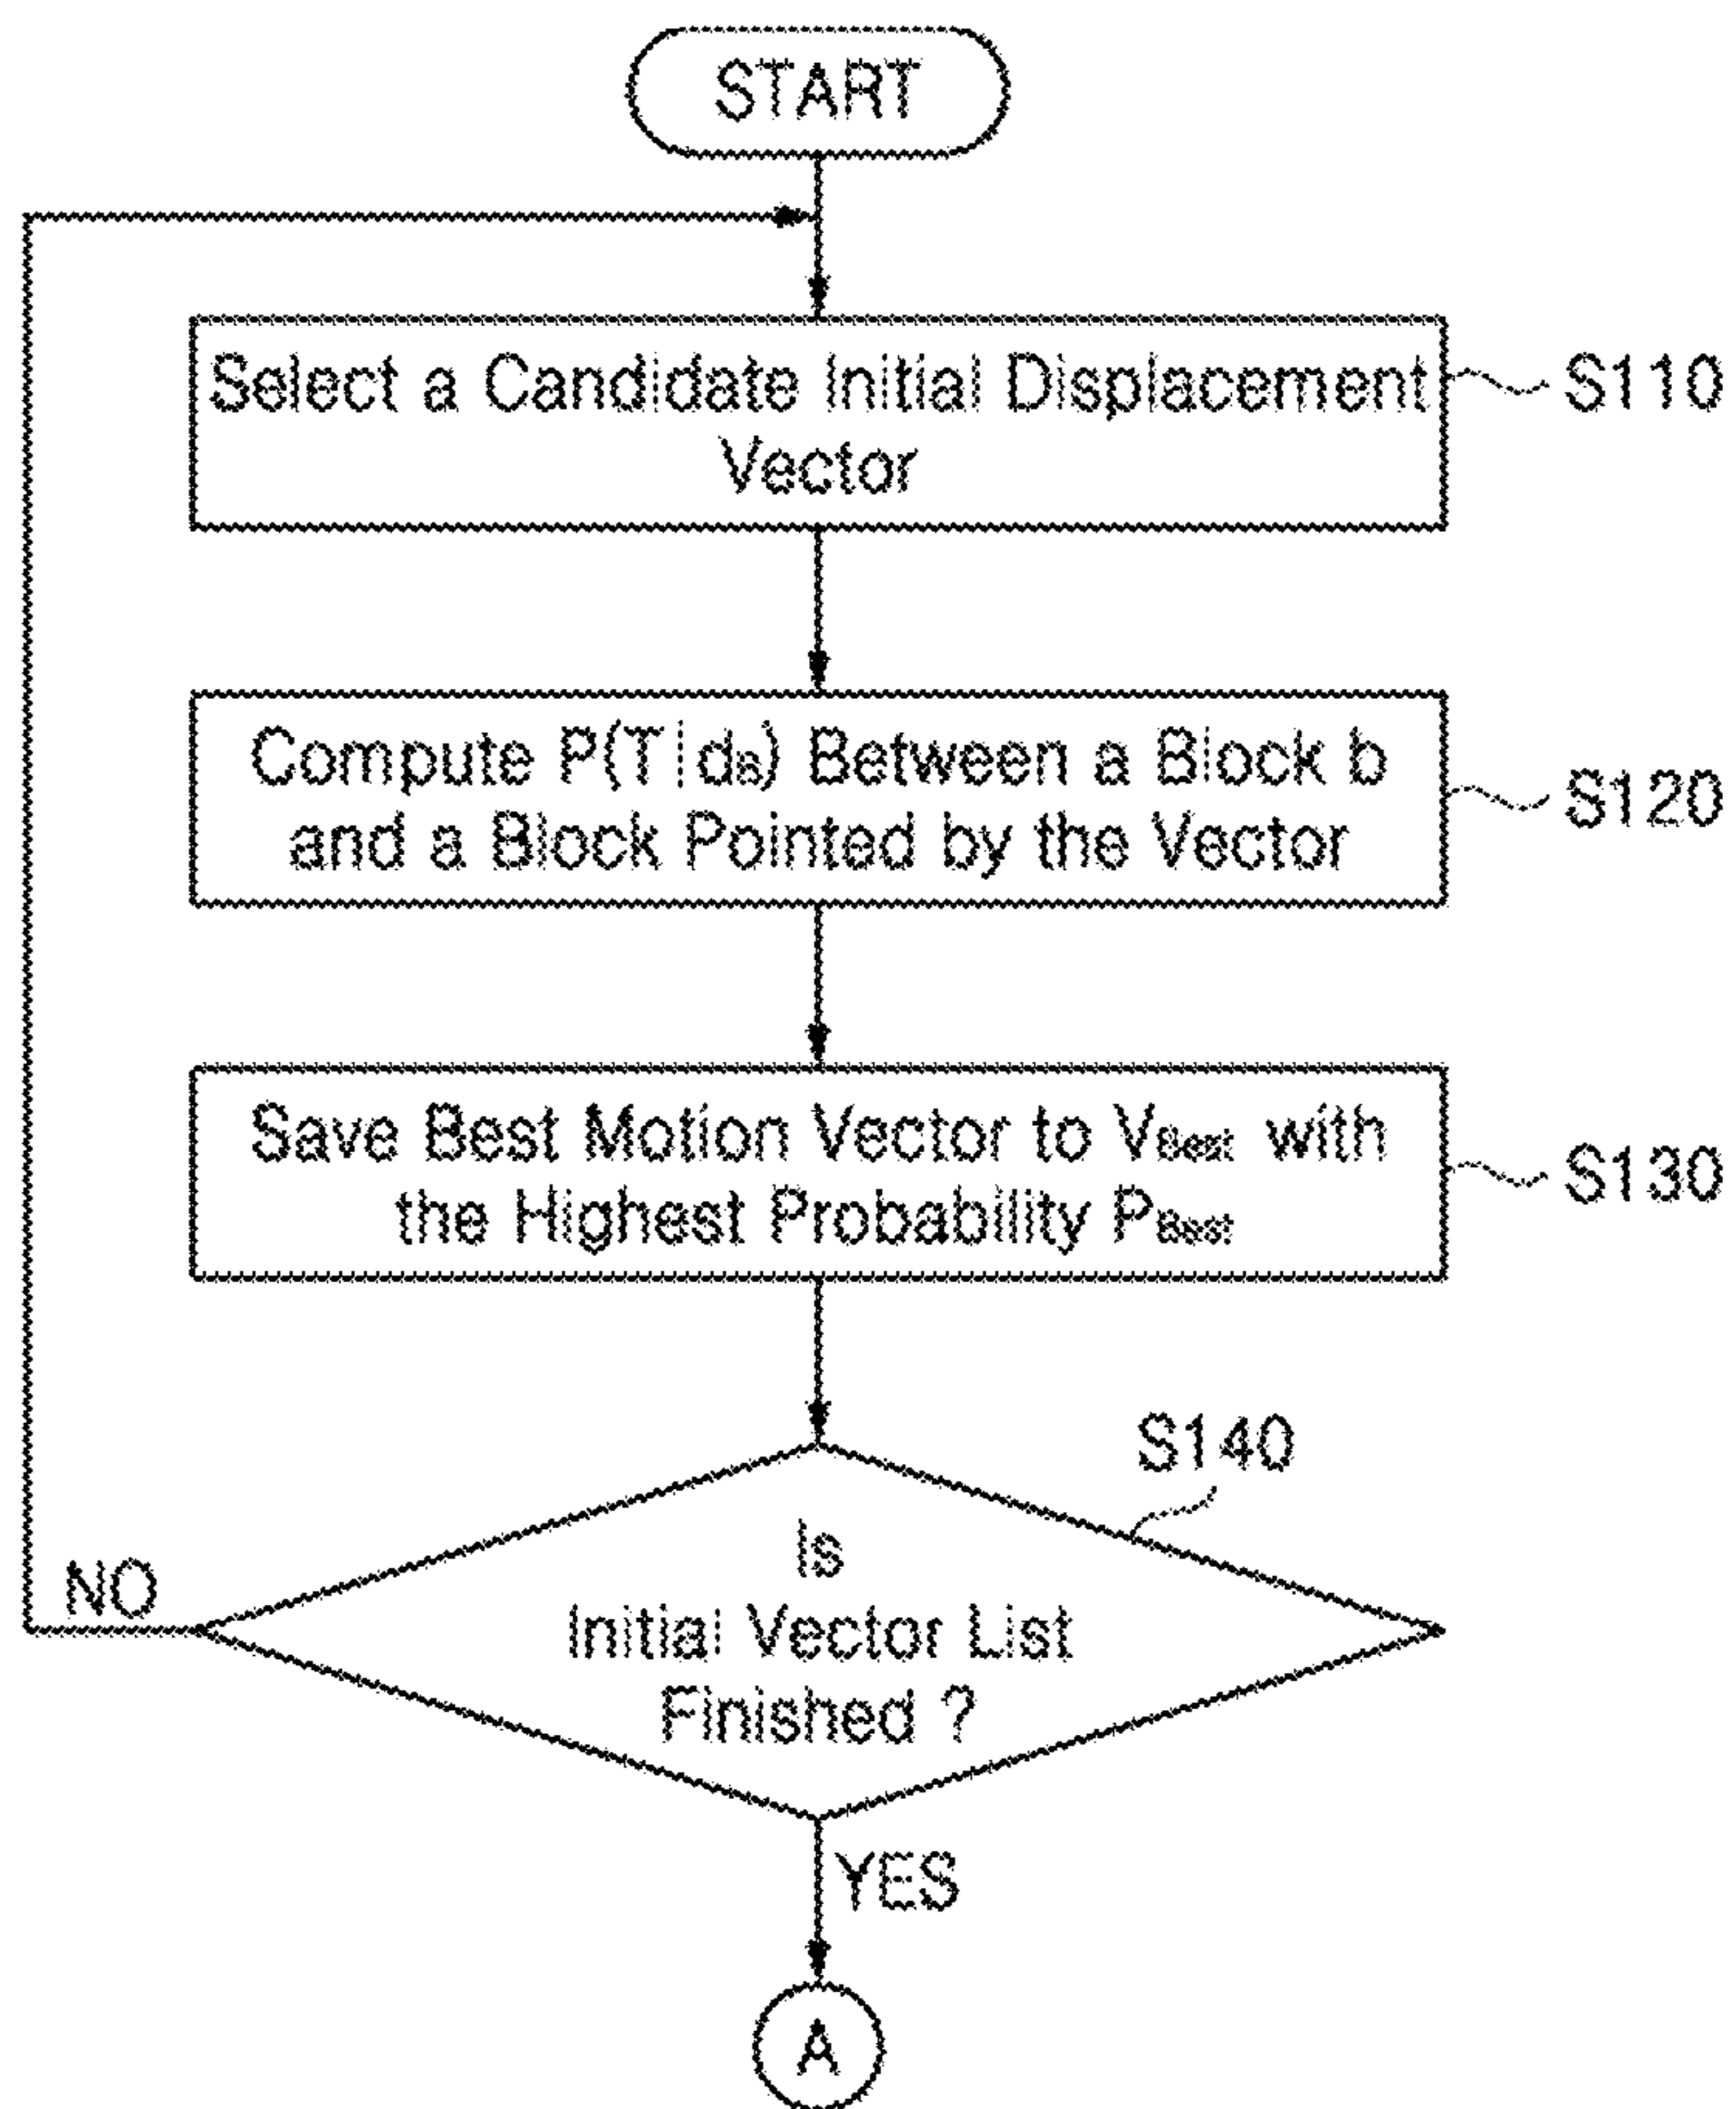 START
Select a Candidate Initial Displacement
Vector
S110
Compute P(T|ds) Between a Block b
and a Block Pointed by the Vector
S120
Save Best Motion Vector to VBest with
the Highest Probability PBest
S130
S140
Is
Initial Vector List
Finished ?
NO
YES
A